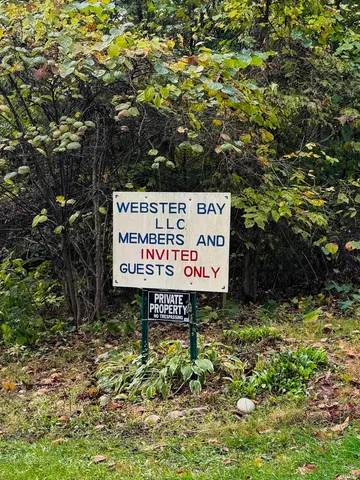 WEBSTER BAY
LLC
MEMBERS AND
INVITED
GUESTS ONLY
PRIVATE
PROPERTY
NO TRESPASSING